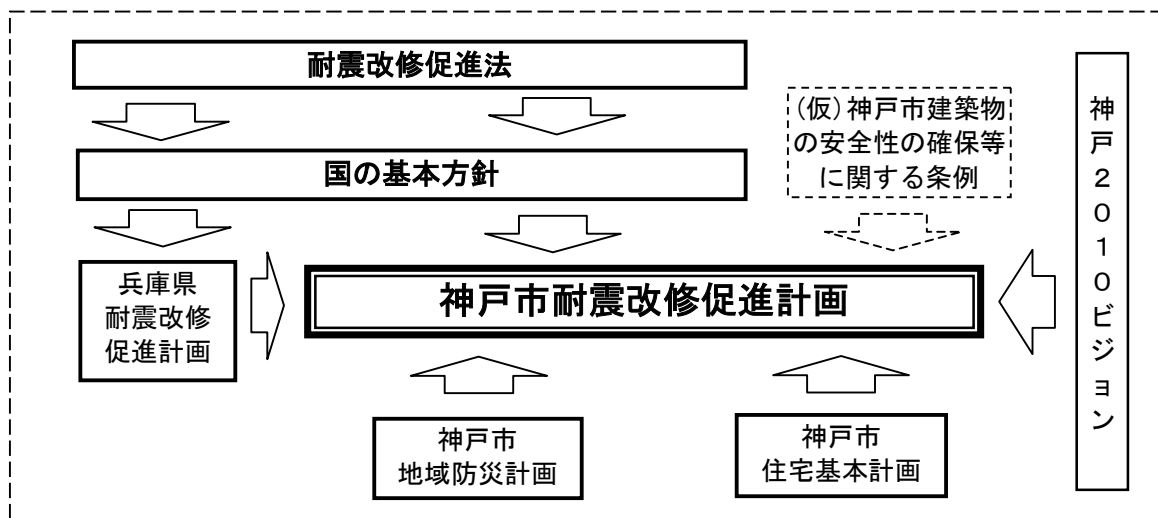 耐震改修促進法
(仮)神戸市建築物
の安全性の確保等
に関する条例
神戸2010ビジョン
国の基本方針
兵庫県
耐震改修
促進計画
神戸市耐震改修促進計画
神戸市
地域防災計画
神戸市
住宅基本計画